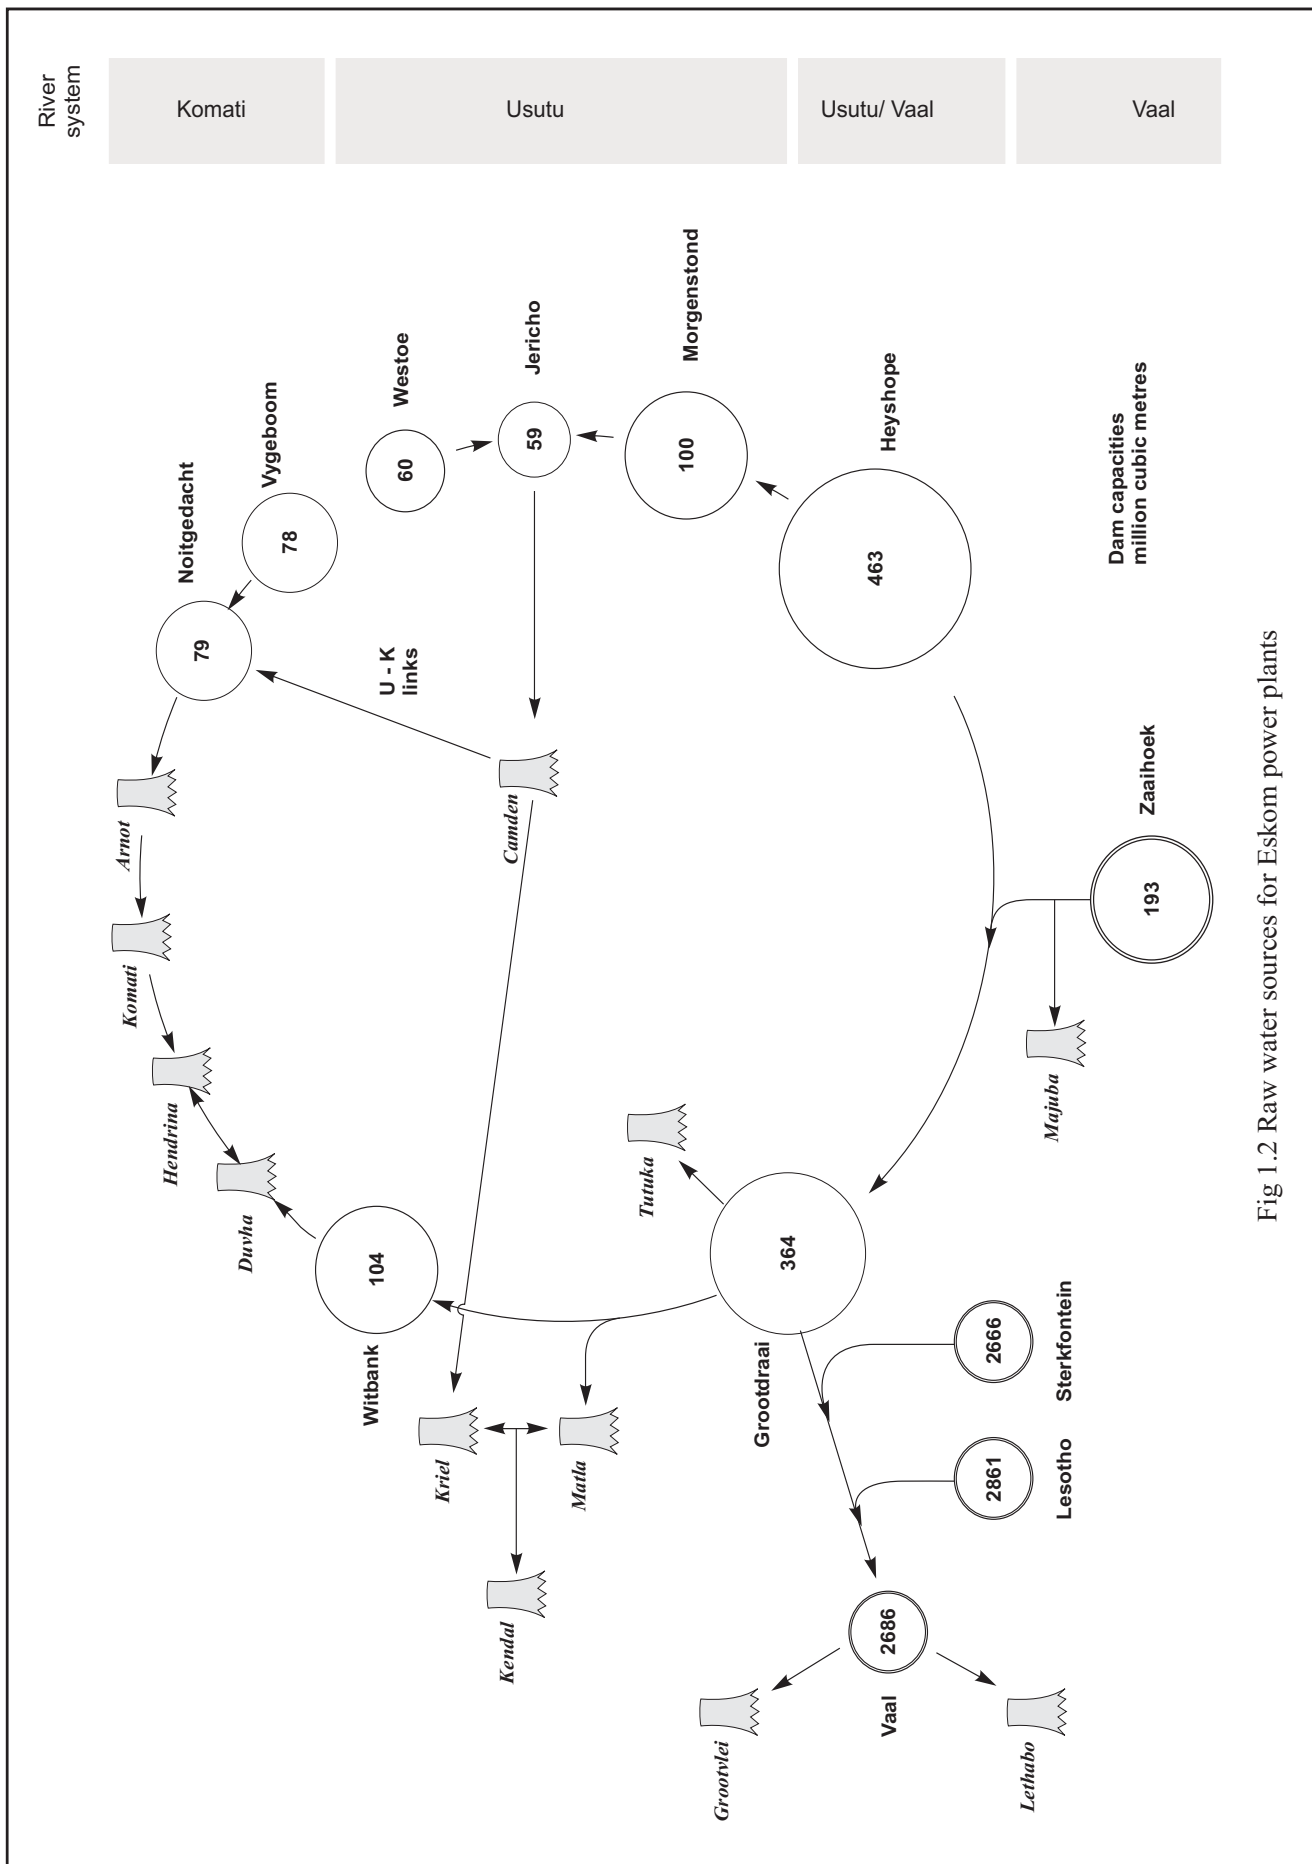 River
system
Komati
Usutu
Usutu/ Vaal
Vaal
Noitgedacht
79
Vygeboom
78
Westoe
60
Jericho
59
Morgenstond
100
Heyshope
463
Dam capacities
million cubic metres
U - K
links
Arnot
Komati
Hendrina
Duvha
Camden
Witbank
104
Kriel
Matla
Kendal
Tutuka
Grootdraai
364
Majuba
Zaaihoek
193
Sterkfontein
2666
Lesotho
2861
Vaal
2686
Grootvlei
Lethabo
Fig 1.2 Raw water sources for Eskom power plants